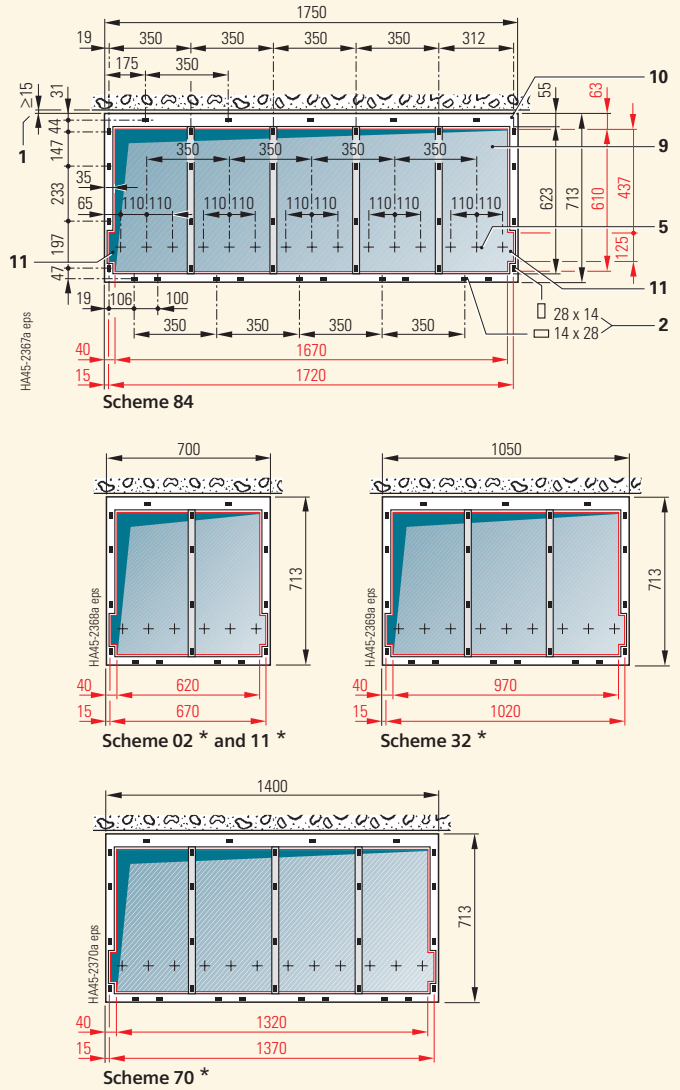 1750
19 350 350 350 350 312
175 350
≥15 31 55 63 10
44
1
147 9
350 350 350 350
35
233 623 713 610 437
65 110 110 110 110 110 110 110 110 110 110
5
197 125
11 11
47
19 106 100
28 x 14
350 350 350 350 2
14 x 28
40 1670
15 1720
HA45-2367a eps
Scheme 84
700 1050
713 713
HA45-2368a eps HA45-2369a eps
40 620 40 970
15 670 15 1020
Scheme 02 * and 11 * Scheme 32 *
1400
713
HA45-2370a eps
40 1320
15 1370
Scheme 70 *